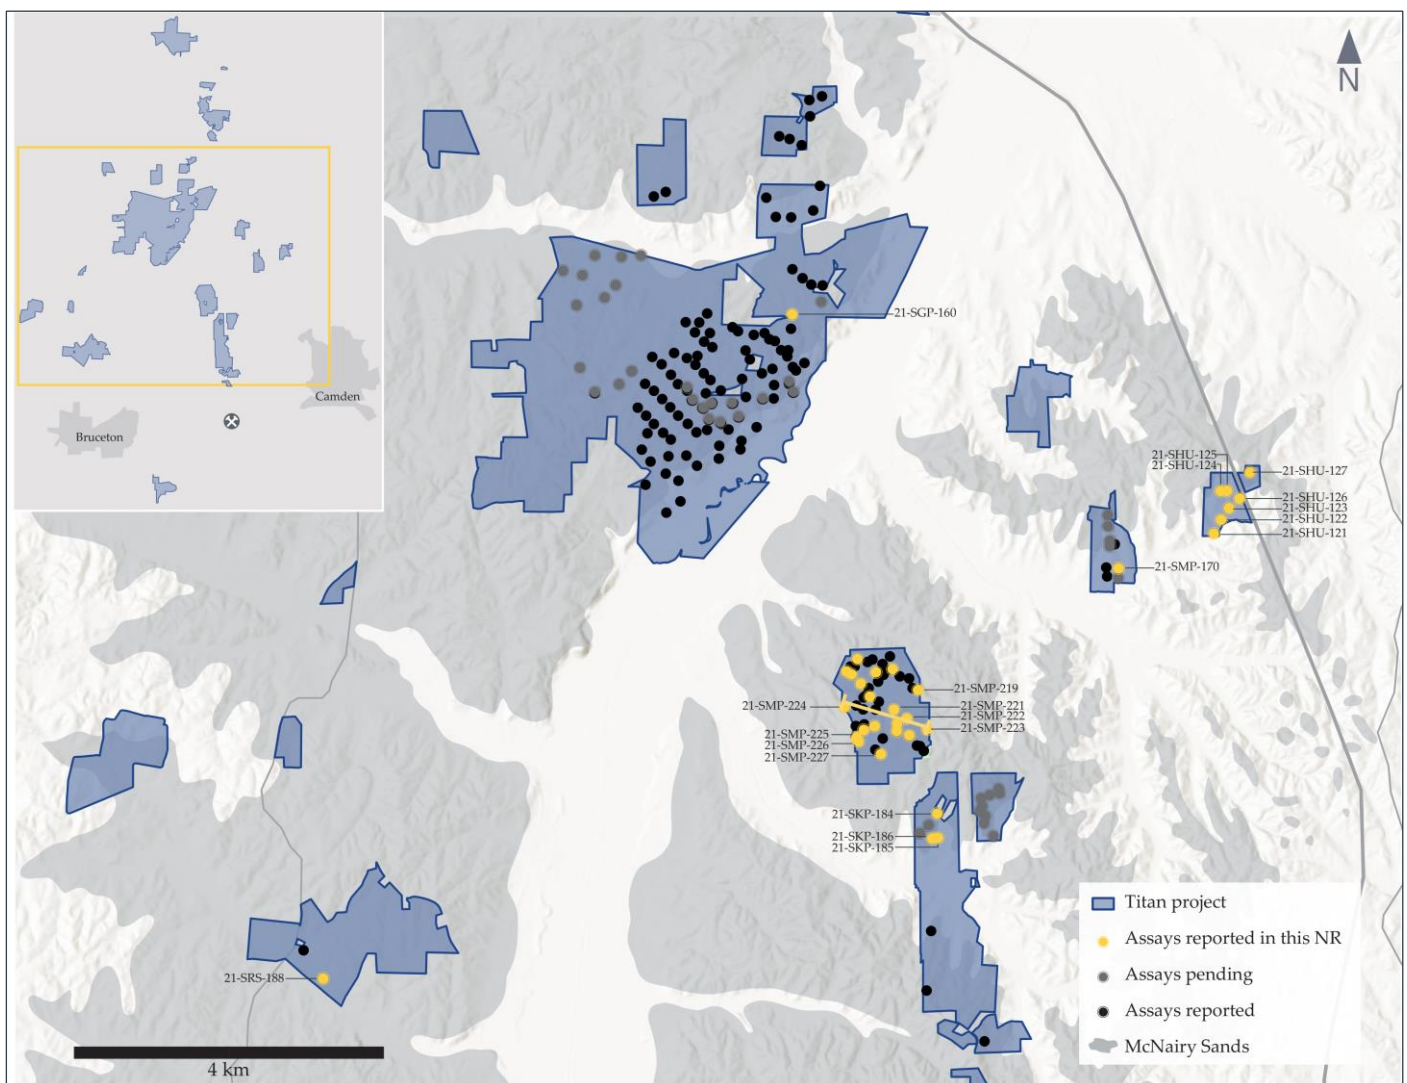 N
Camden
Bruceton
21-SGP-160
21-SHU-125
21-SHU-124
21-SHU-127
21-SHU-126
21-SHU-123
21-SHU-122
21-SHU-121
21-SMP-170
21-SMP-219
21-SMP-224
21-SMP-221
21-SMP-222
21-SMP-223
21-SMP-225
21-SMP-226
21-SMP-227
21-SKP-184
21-SKP-186
21-SKP-185
21-SRS-188
Titan project
Assays reported in this NR
Assays pending
Assays reported
McNairy Sands
4 km